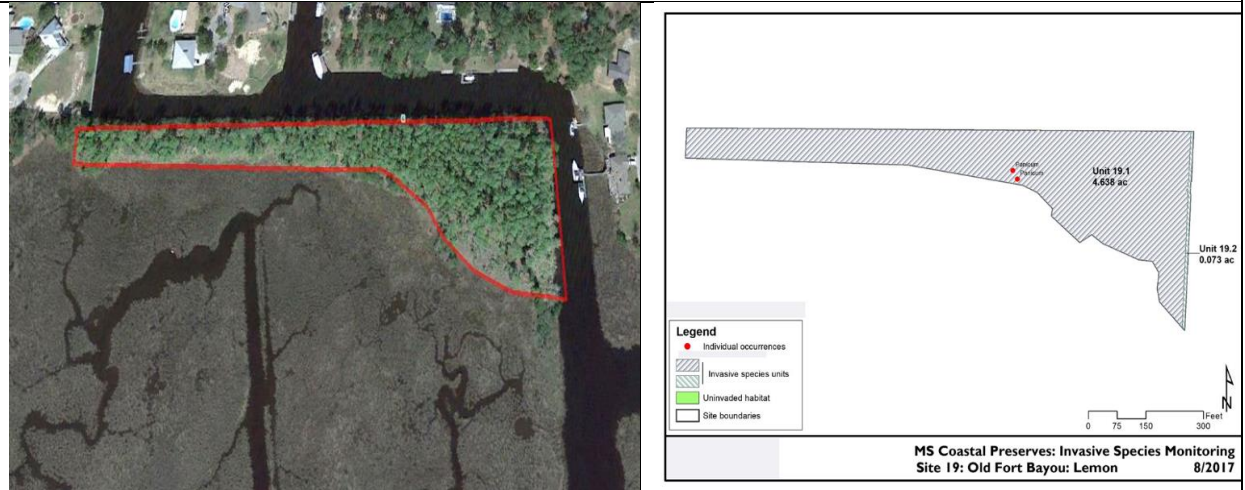 Panicum
Panicum
Unit 19.1
4.638 ac
Unit 19.2
0.073 ac
Legend
Individual occurrences
Invasive species units
Uninvaded habitat
Site boundaries
N
Feet
0 75 150 300
MS Coastal Preserves: Invasive Species Monitoring
Site 19: Old Fort Bayou: Lemon 8/2017